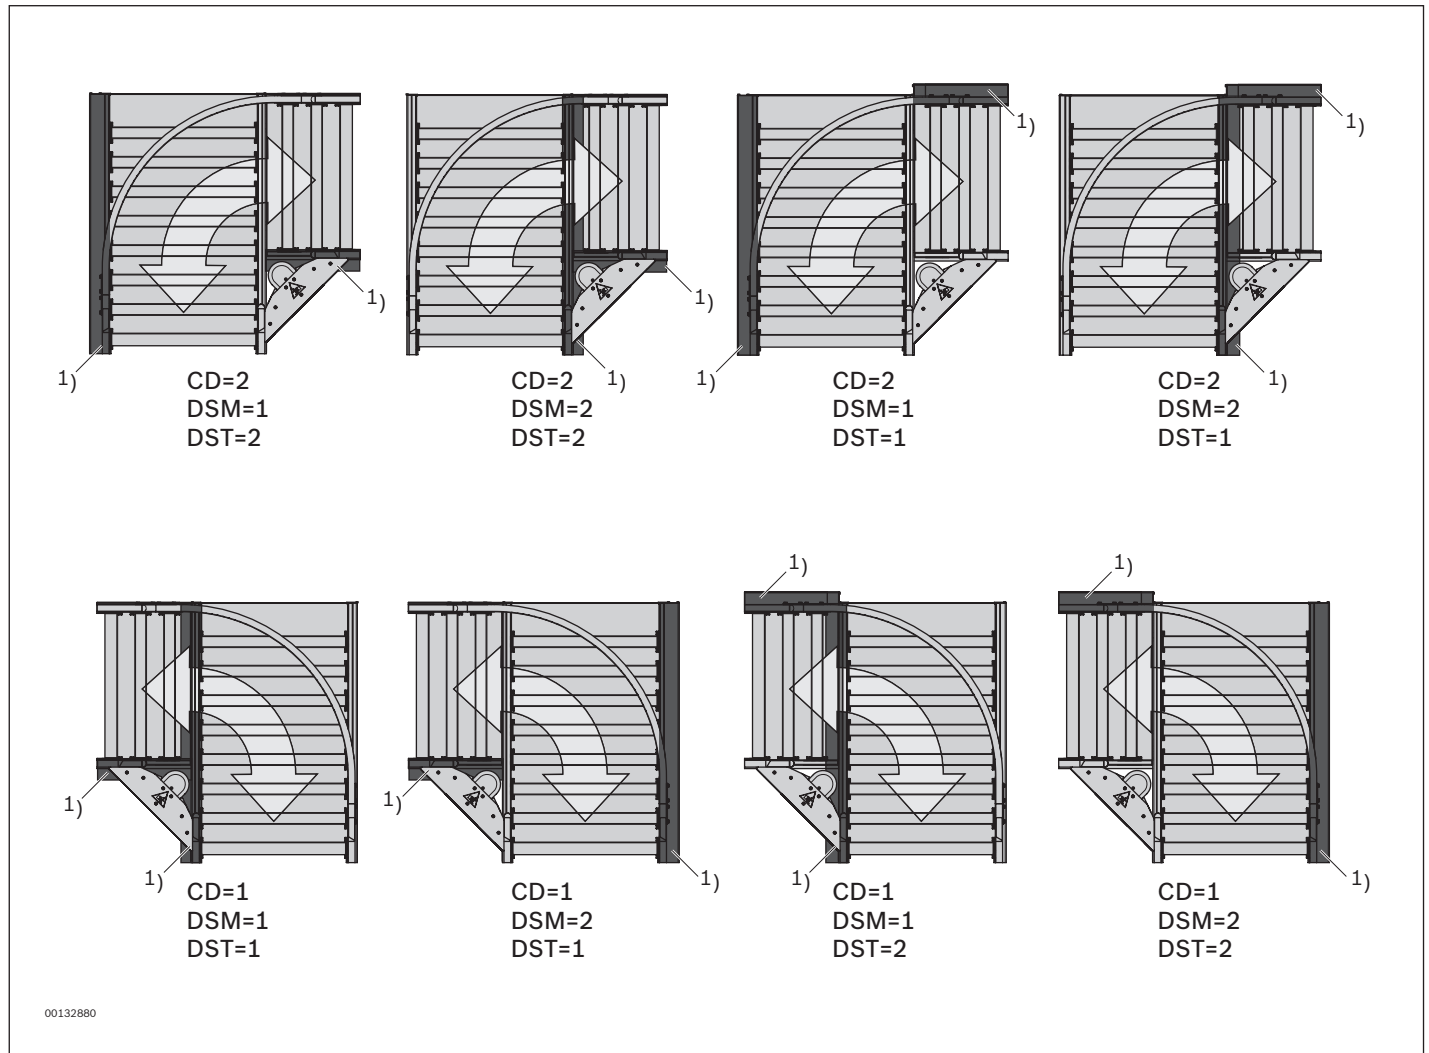 1)
1)
1)
1)
1)
1)
1)
1)
CD=2
DSM=1
DST=2
CD=2
DSM=2
DST=2
CD=2
DSM=1
DST=1
CD=2
DSM=2
DST=1
1)
1)
1)
1)
1)
1)
1)
1)
CD=1
DSM=1
DST=1
CD=1
DSM=2
DST=1
CD=1
DSM=1
DST=2
CD=1
DSM=2
DST=2
00132880